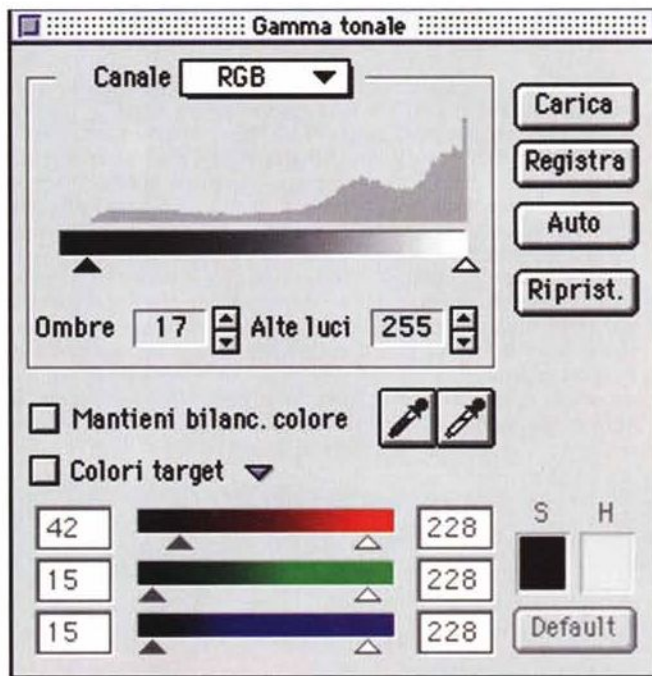 Gamma tonale
Canale RGB
Carica
Registra
Auto
Riprist.
Ombre 17 Alte luci 255
Mantieni bilanc. colore
Colori target
42 228 S H
15 228
15 228 Default